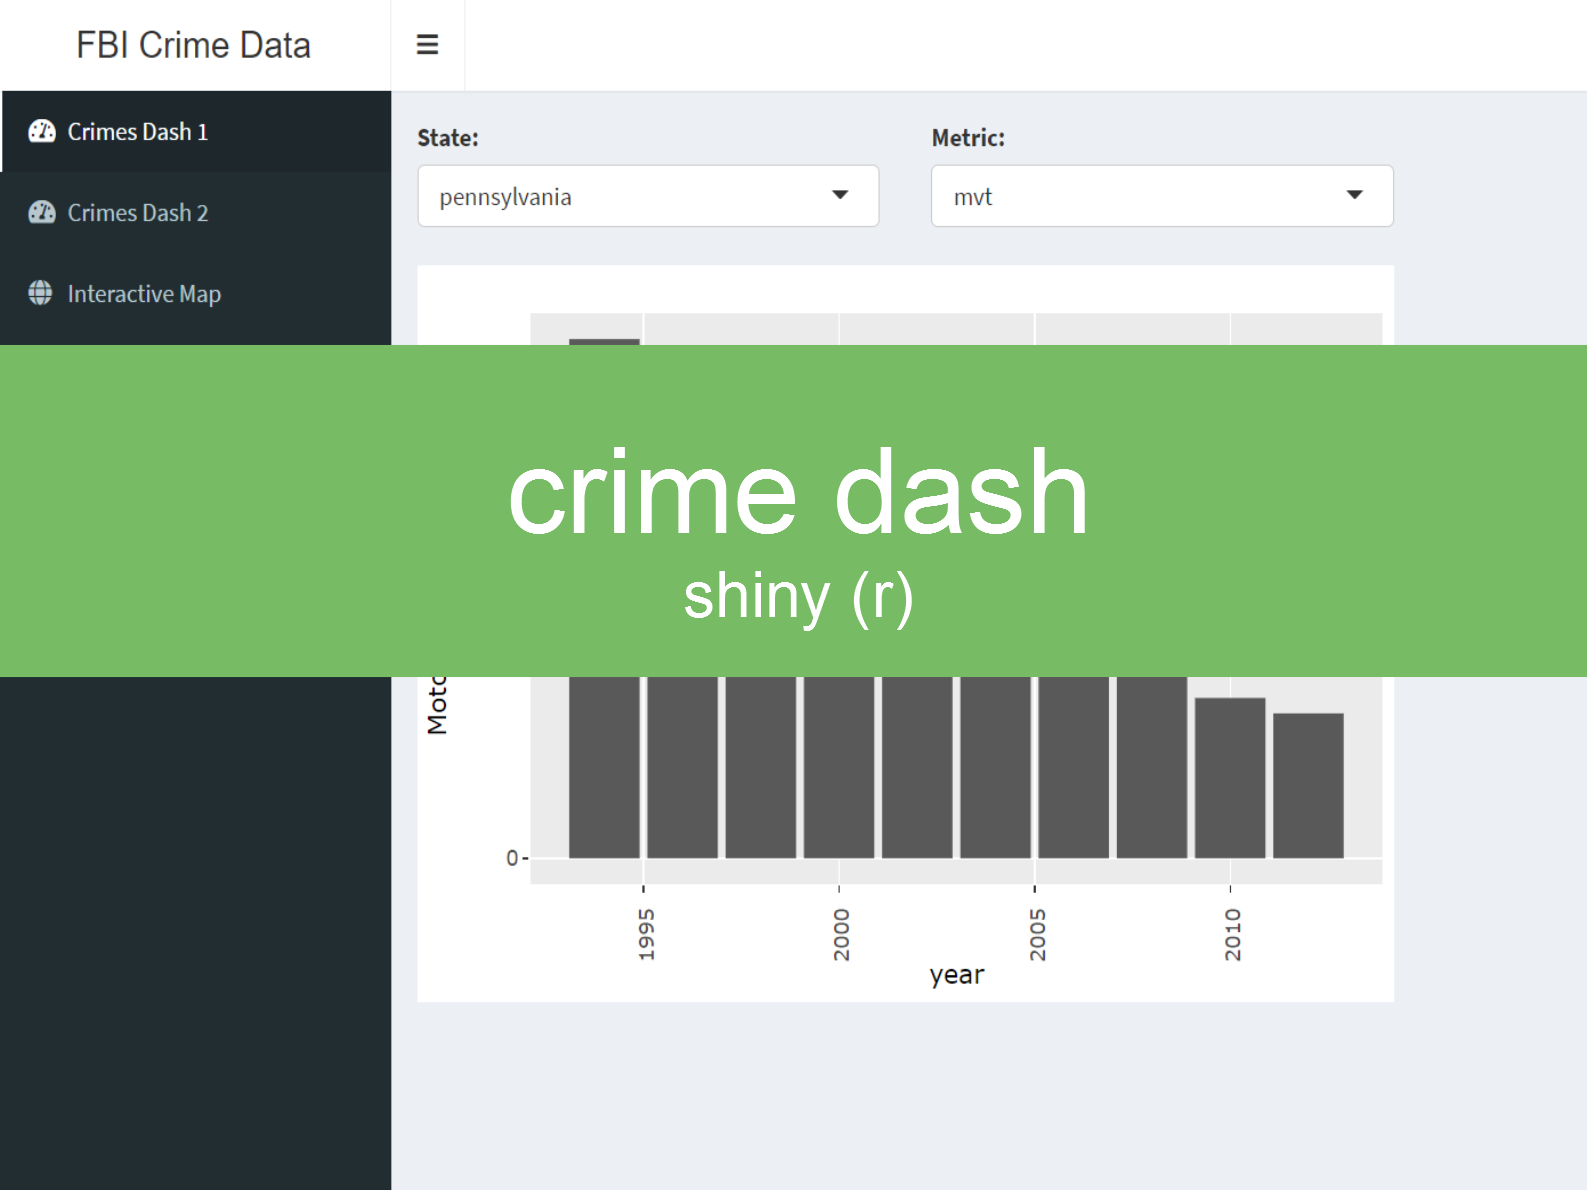 FBI Crime Data
Crimes Dash 1
Crimes Dash 2
Interactive Map
State:
pennsylvania
Metric:
mvt
crime dash
shiny (r)
0
1995
2000
2005
2010
year